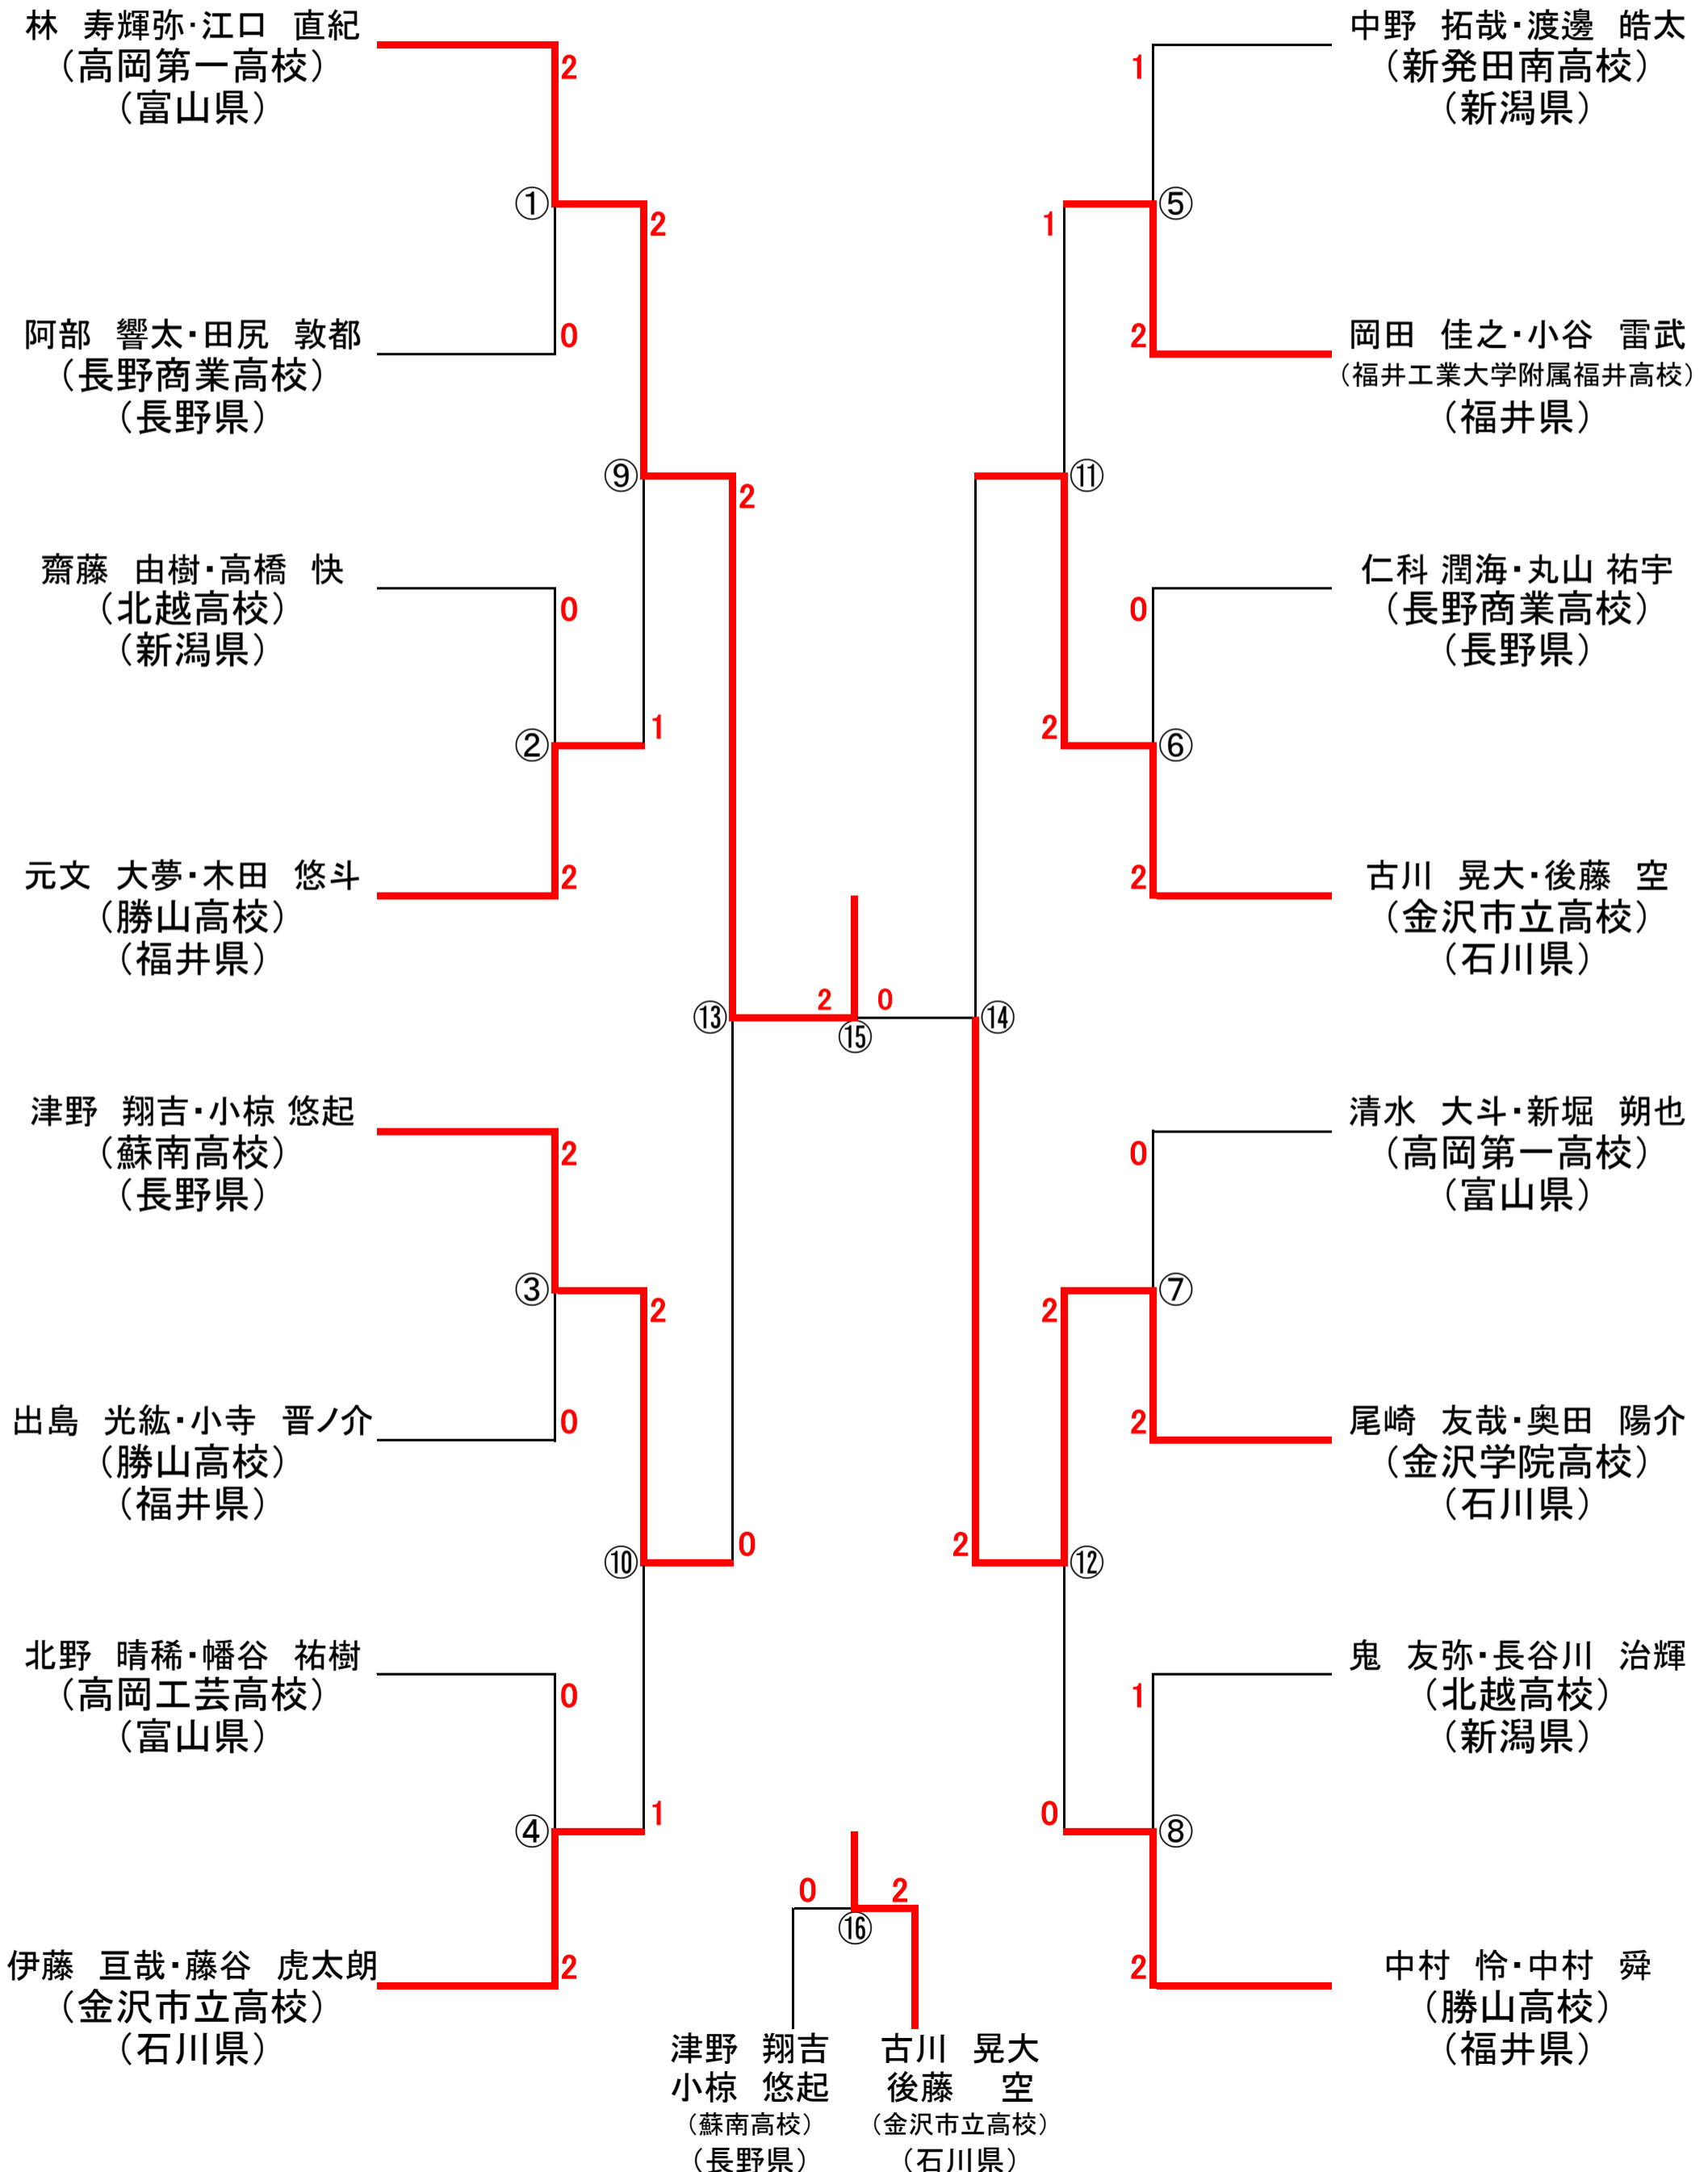 林 寿輝弥・江口 直紀
（高岡第一高校）
（富山県）
2
①
2
阿部 響太・田尻 敦都
（長野商業高校）
（長野県）
0
⑨
2
齋藤 由樹・高橋 快
（北越高校）
（新潟県）
0
②
1
元文 大夢・木田 悠斗
（勝山高校）
（福井県）
2
⑬
2
⑮
0
⑭
津野 翔吉・小椋 悠起
（蘇南高校）
（長野県）
2
③
2
出島 光紘・小寺 晋ノ介
（勝山高校）
（福井県）
0
⑩
0
北野 晴稀・幡谷 祐樹
（高岡工芸高校）
（富山県）
0
④
1
伊藤 亘哉・藤谷 虎太朗
（金沢市立高校）
（石川県）
2
中野 拓哉・渡邊 皓太
（新発田南高校）
（新潟県）
1
⑤
1
岡田 佳之・小谷 雷武
（福井工業大学附属福井高校）
（福井県）
2
⑪
仁科 潤海・丸山 祐宇
（長野商業高校）
（長野県）
0
⑥
2
古川 晃大・後藤 空
（金沢市立高校）
（石川県）
2
清水 大斗・新堀 朔也
（高岡第一高校）
（富山県）
0
⑦
2
尾崎 友哉・奥田 陽介
（金沢学院高校）
（石川県）
2
⑫
2
鬼 友弥・長谷川 治輝
（北越高校）
（新潟県）
1
⑧
0
中村 怜・中村 舜
（勝山高校）
（福井県）
2
0
2
⑯
津野 翔吉
小椋 悠起
（蘇南高校）
（長野県）
古川 晃大
後藤 空
（金沢市立高校）
（石川県）